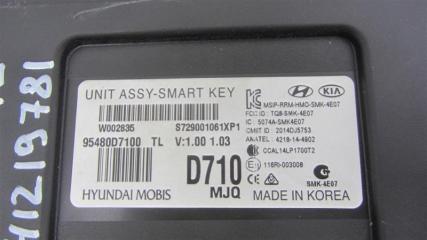 H1219781
UNIT ASSY-SMART KEY
HYUNDAI KIA
W002835 S729001061XP1
95480D7100 TL V:1.00 1.03
D710
HYUNDAI MOBIS MJQ
MSIP-RRM-HMO-SMK-4E07
FCC ID : TQ8-SMK-4E07
IC : 5074A-SMK4E07
CMIIT ID : 2014DJ5753
ANATEL : 4218-14-4902
CCAL14LP1700T2
116RI-003008
SMK-4E07
MADE IN KOREA